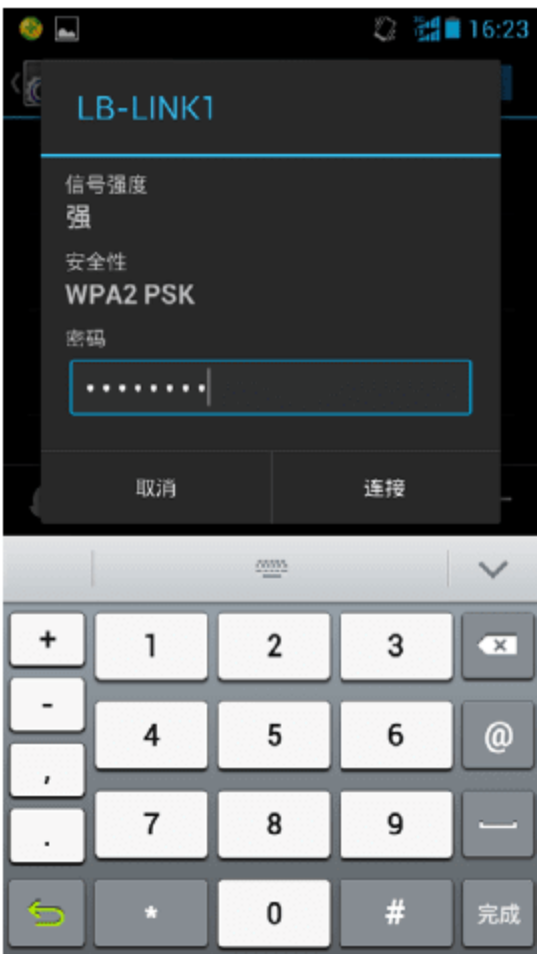 16:23
LB-LINK1
信号强度
强
安全性
WPA2 PSK
密码
••••••••
取消
连接
+ 1 2 3
- 4 5 6 @
, 7 8 9
.
* 0 # 完成